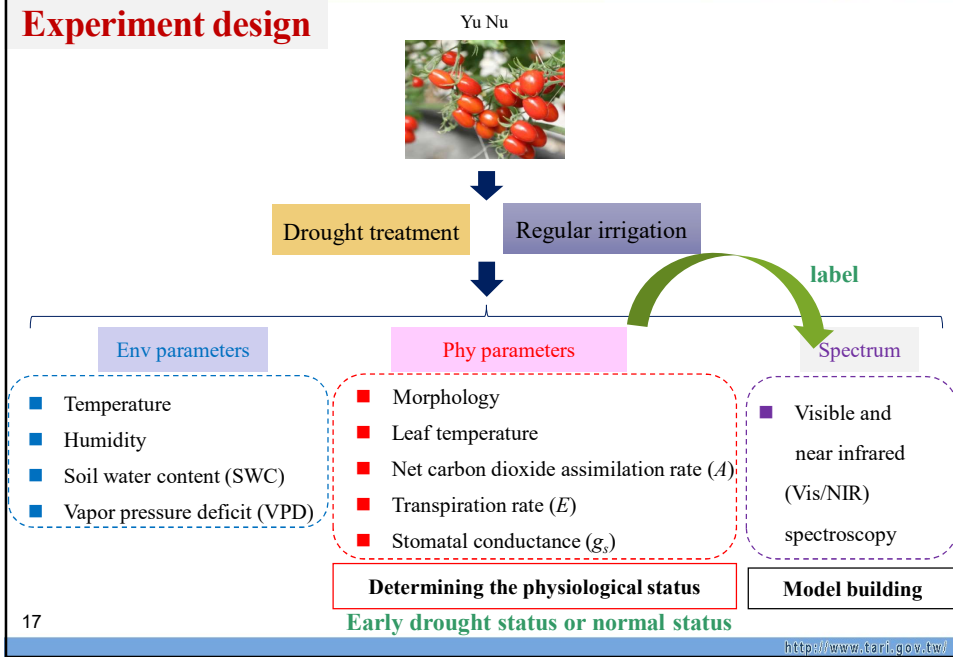 Experiment design
Yu Nu
Drought treatment
Regular irrigation
label
Env parameters
Temperature
Humidity
Soil water content (SWC)
Vapor pressure deficit (VPD)
Phy parameters
Morphology
Leaf temperature
Net carbon dioxide assimilation rate (A)
Transpiration rate (E)
Stomatal conductance (gs)
Determining the physiological status
Early drought status or normal status
Spectrum
Visible and
near infrared
(Vis/NIR)
spectroscopy
Model building
17
http://www.tari.gov.tw/